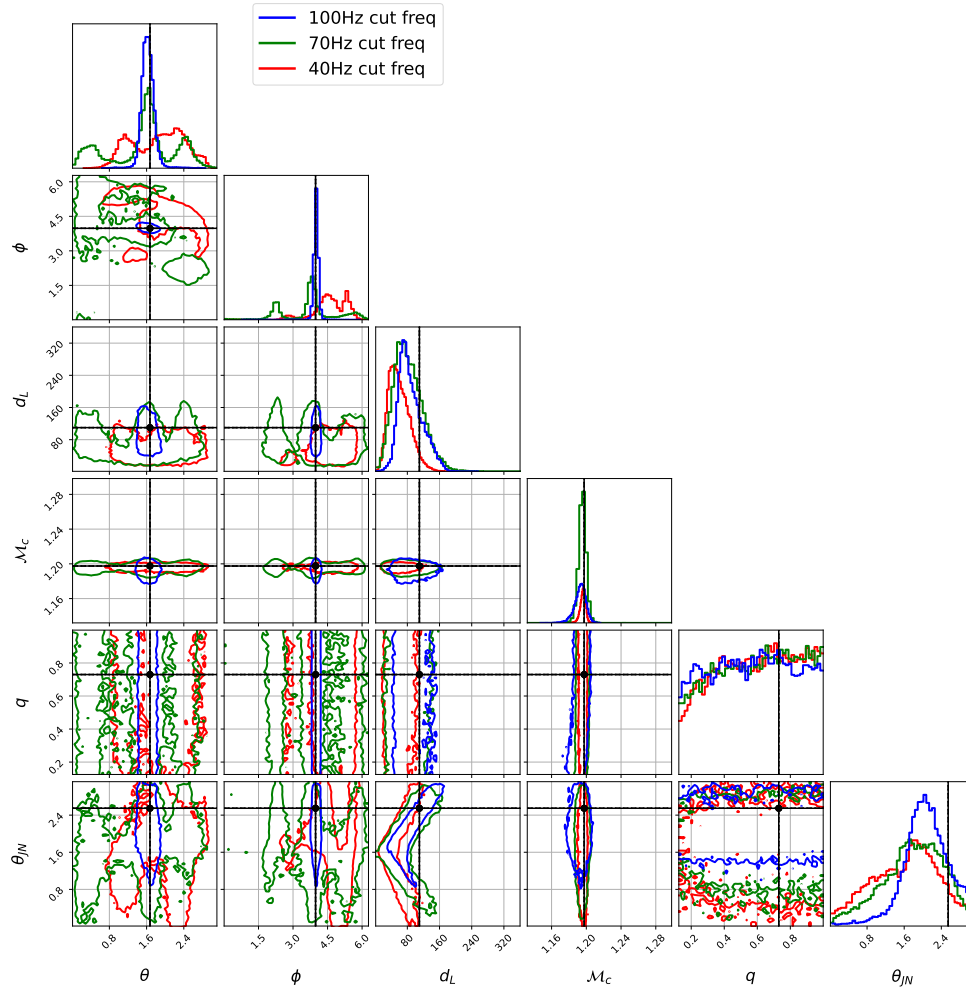 100Hz cut freq
70Hz cut freq
40Hz cut freq
ϕ
6.0
4.5
3.0
1.5
d_L
320
240
160
80
ℳ_c
1.28
1.24
1.20
1.16
q
0.8
0.6
0.4
0.2
θ_JN
2.4
1.6
0.8
0.8 1.6 2.4 1.5 3.0 4.5 6.0 80 160 240 320 1.16 1.20 1.24 1.28 0.2 0.4 0.6 0.8 0.8 1.6 2.4
θ ϕ d_L ℳ_c q θ_JN